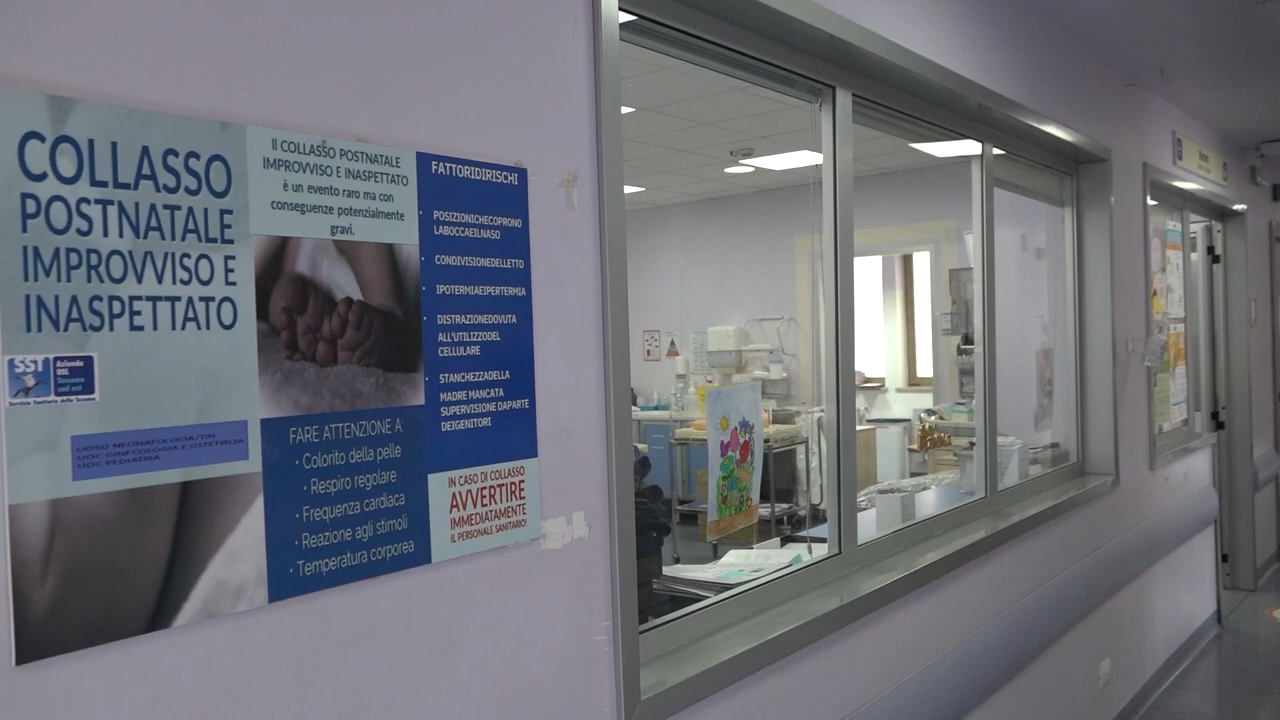 COLLASSO
POSTNATALE
IMPROVVISO E
INASPETTATO
SST
Azienda
USL
Toscana
sud est
Servizio Sanitario della Toscana
UOSD NEONATOLOGIA/TIN
UOC GINECOLOGIA E OSTETRICIA
UOC PEDIATRIA
Il COLLASSO POSTNATALE
IMPROVVISO E INASPETTATO
è un evento raro ma con
conseguenze potenzialmente
gravi.
FARE ATTENZIONE A:
• Colorito della pelle
• Respiro regolare
• Frequenza cardiaca
• Reazione agli stimoli
• Temperatura corporea
FATTORIDIRISCHI
• POSIZIONICHECOPRONO
LABOCCAEILNASO
• CONDIVISIONEDELLETTO
• IPOTERMIAEIPERTERMIA
• DISTRAZIONEDOVUTA
ALL'UTILIZZODEL
CELLULARE
• STANCHEZZADELLA
MADRE MANCATA
SUPERVISIONE DAPARTE
DEIGENITORI
IN CASO DI COLLASSO
AVVERTIRE
IMMEDIATAMENTE
IL PERSONALE SANITARIO!